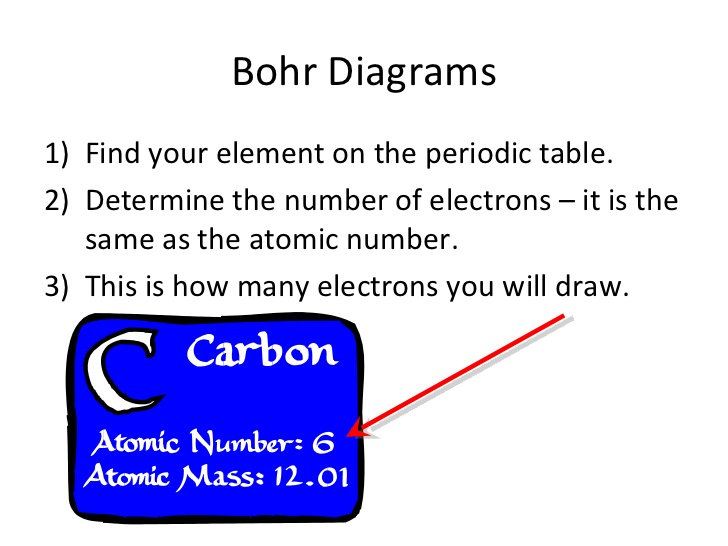 Bohr Diagrams
1) Find your element on the periodic table.
2) Determine the number of electrons – it is the
same as the atomic number.
3) This is how many electrons you will draw.
C Carbon
Atomic Number: 6
Atomic Mass: 12.01